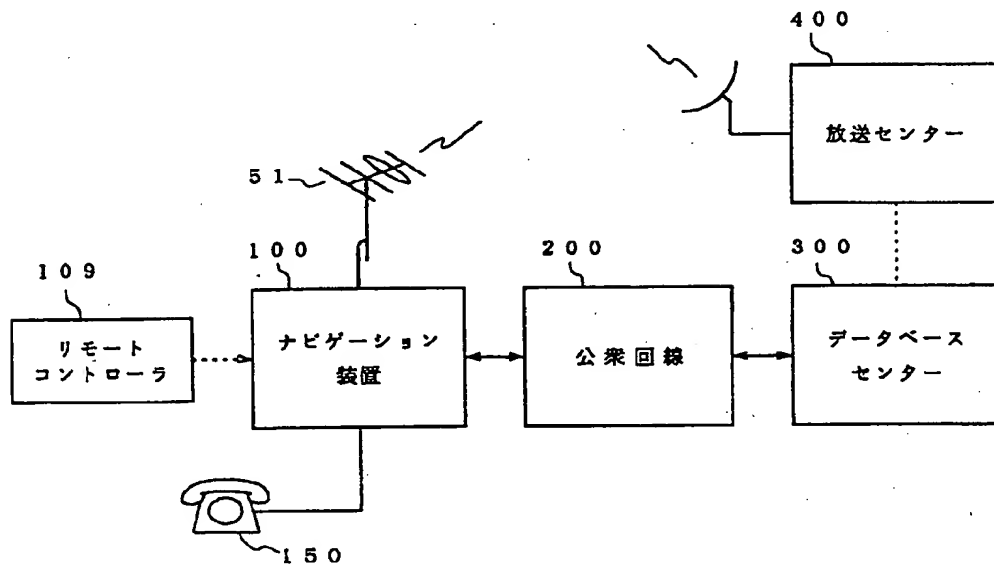 ４００
放送センター
５１
１００
２００
３００
１０９
リモート
コントローラ
ナビゲーション
装置
公衆回線
データベース
センター
１５０